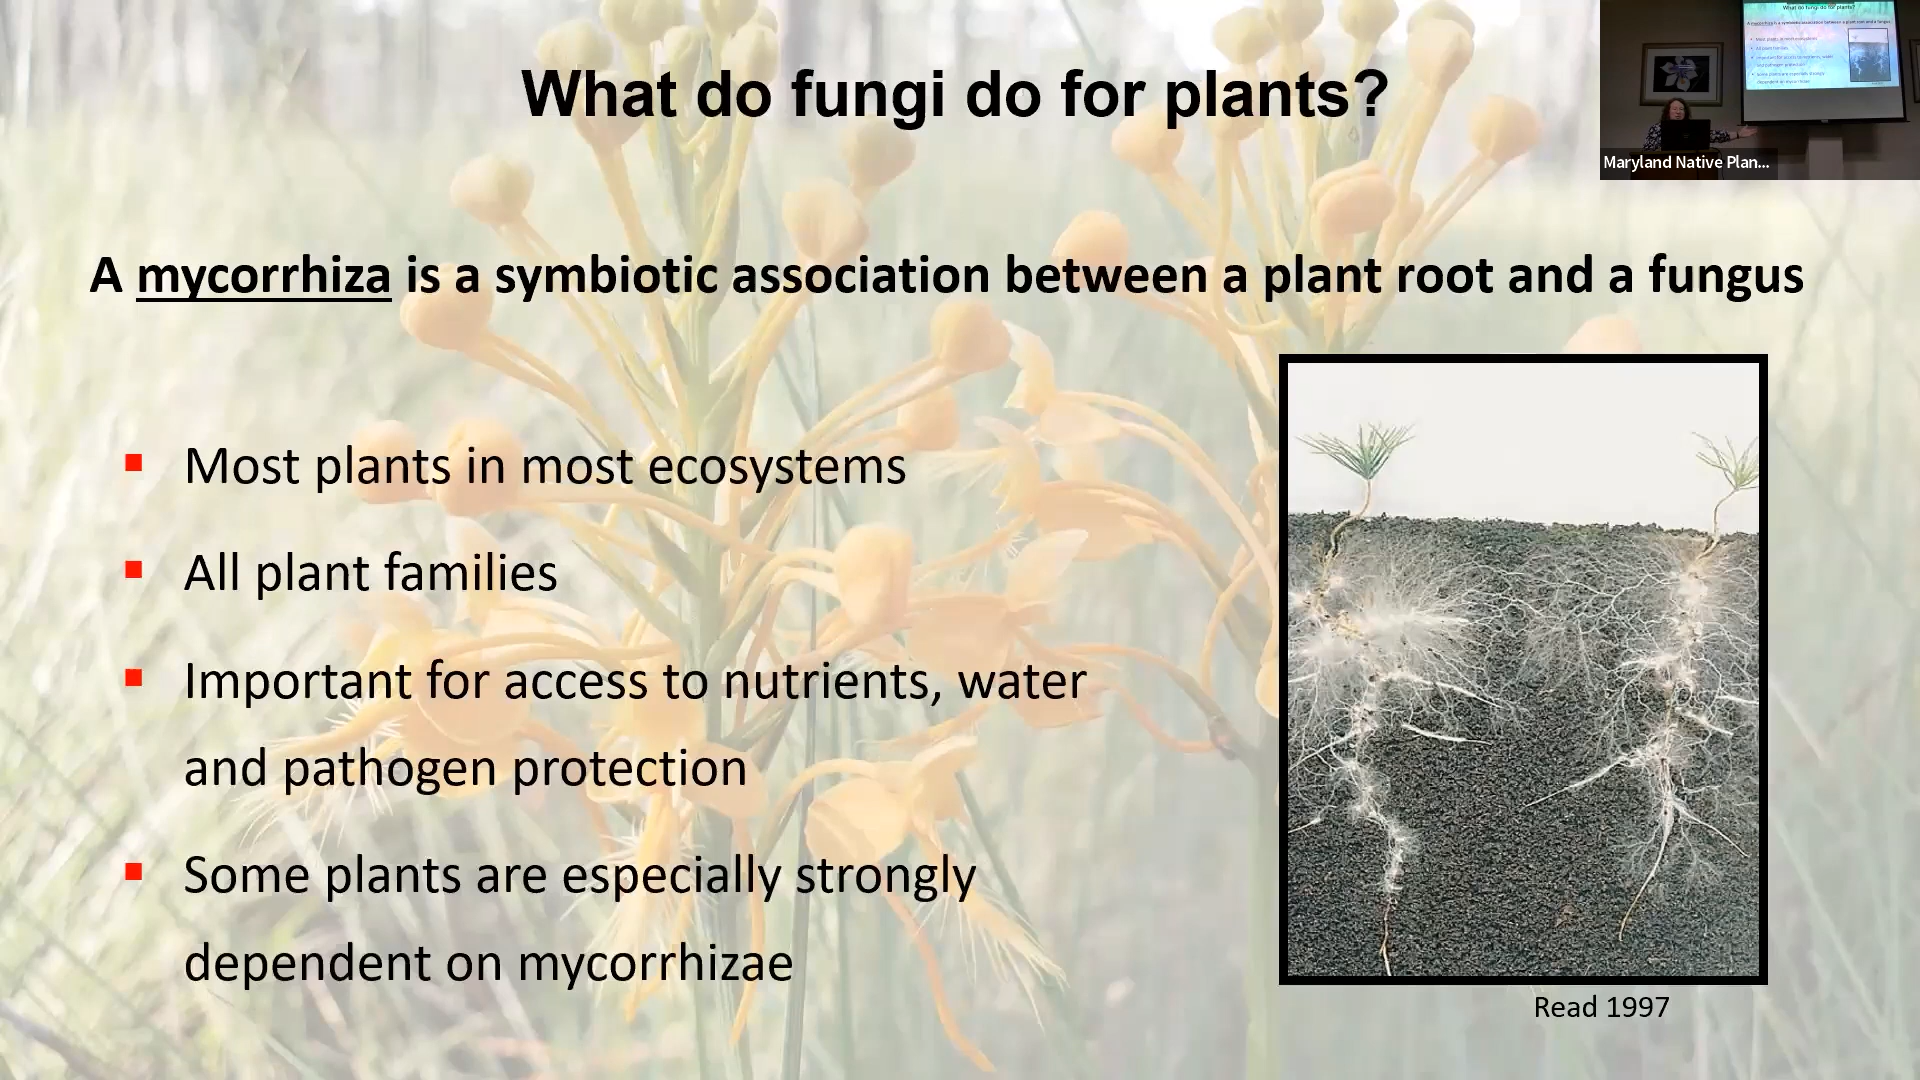 What do fungi do for plants?
Maryland Native Plan...
A mycorrhiza is a symbiotic association between a plant root and a fungus
▪ Most plants in most ecosystems
▪ All plant families
▪ Important for access to nutrients, water
and pathogen protection
▪ Some plants are especially strongly
dependent on mycorrhizae
Read 1997